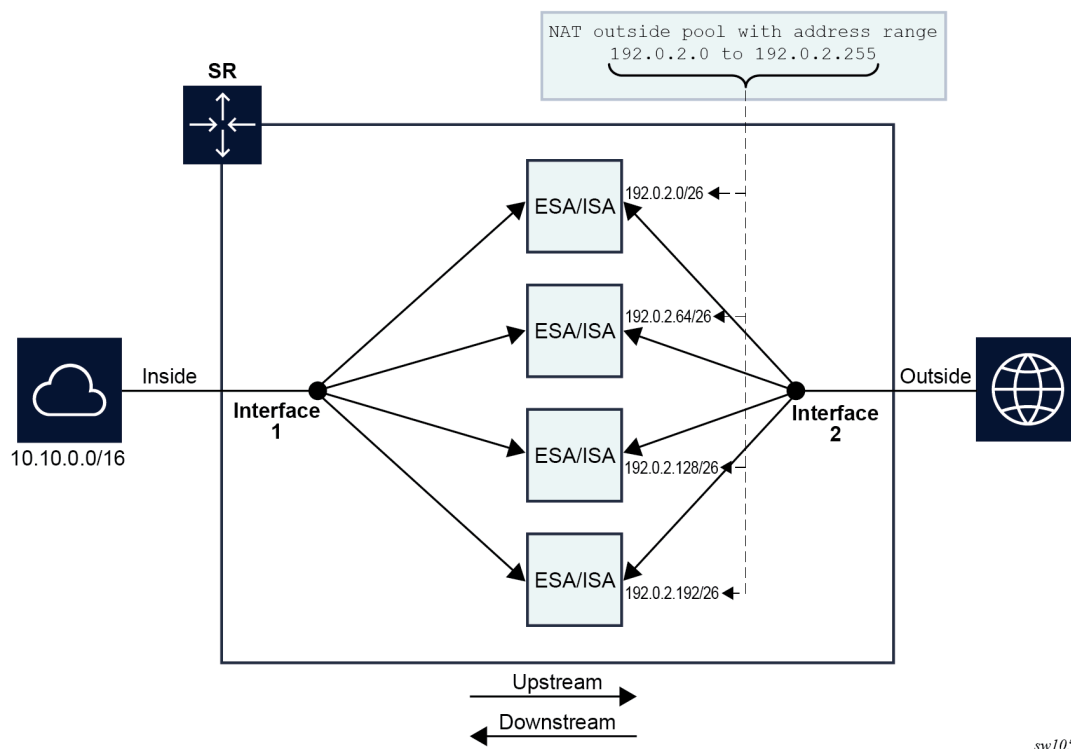 NAT outside pool with address range
192.0.2.0 to 192.0.2.255
SR
ESA/ISA
192.0.2.0/26
ESA/ISA
192.0.2.64/26
Inside
Outside
Interface
1
Interface
2
10.10.0.0/16
ESA/ISA
192.0.2.128/26
ESA/ISA
192.0.2.192/26
Upstream
Downstream